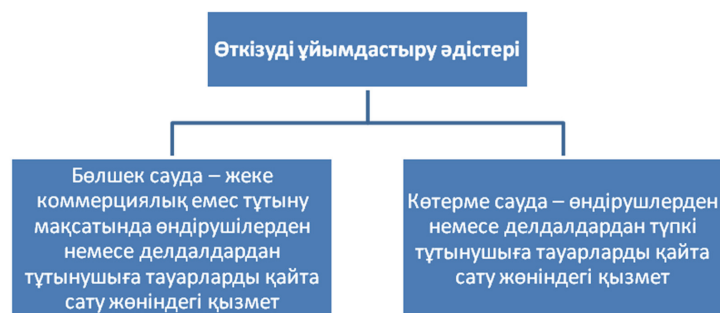 Өткізуді ұйымдастыру әдістері
Бөлшек сауда – жеке
коммерциялық емес тұтыну
мақсатында өндірушілерден
немесе делдалдардан
тұтынушыға тауарларды қайта
сату жөніндегі қызмет
Көтерме сауда – өндірушлерден
немесе делдалдардан түпкі
тұтынушыға тауарларды қайта
сату жөніндегі қызмет